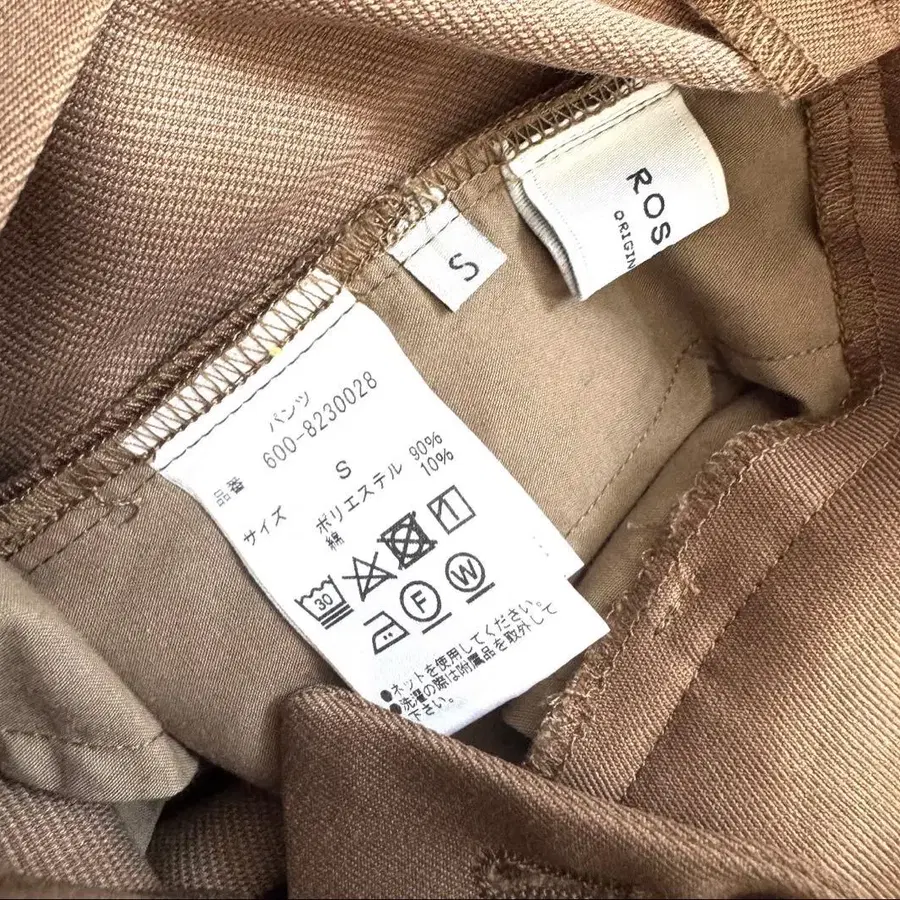 ROS
ORIGIN
S
パンツ
品番 600-8230028
サイズ S
ポリエステル 90%
綿 10%
30
F W
●ネットを使用してください。
●洗濯の際は附属品を取外して
下さい。